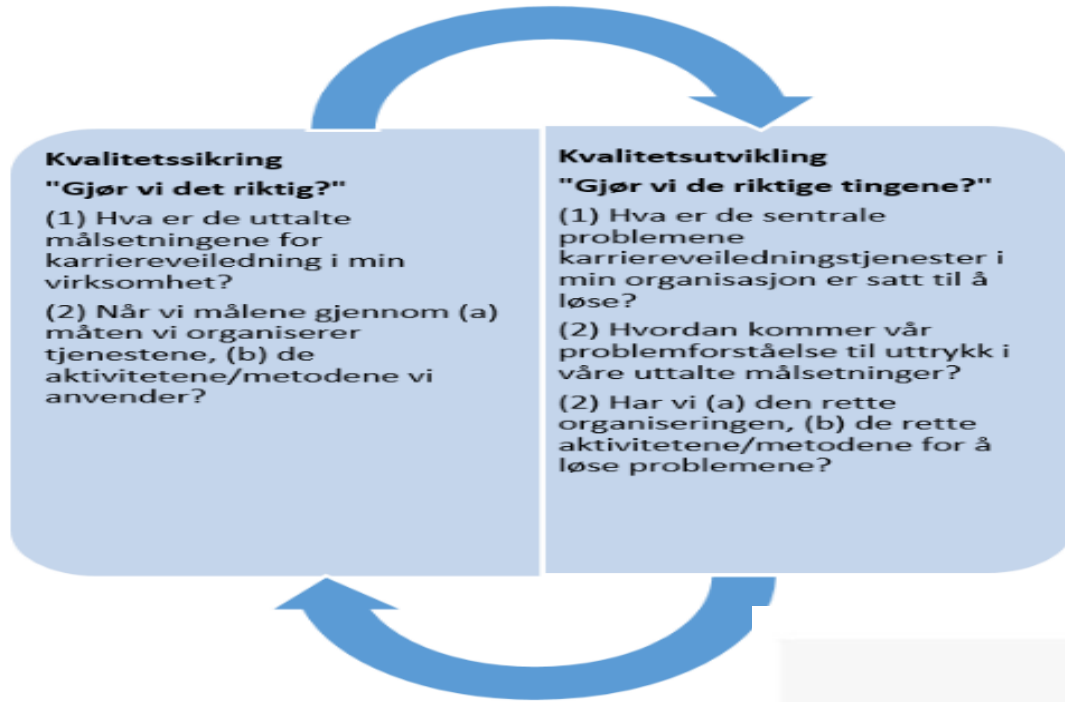 Kvalitetssikring
"Gjør vi det riktig?"
(1) Hva er de uttalte
målsetningene for
karriereveiledning i min
virksomhet?
(2) Når vi målene gjennom (a)
måten vi organiserer
tjenestene, (b) de
aktivitetene/metodene vi
anvender?
Kvalitetsutvikling
"Gjør vi de riktige tingene?"
(1) Hva er de sentrale
problemene
karriereveiledningstjenester i
min organisasjon er satt til å
løse?
(2) Hvordan kommer vår
problemforståelse til uttrykk i
våre uttalte målsetninger?
(2) Har vi (a) den rette
organiseringen, (b) de rette
aktivitetene/metodene for å
løse problemene?